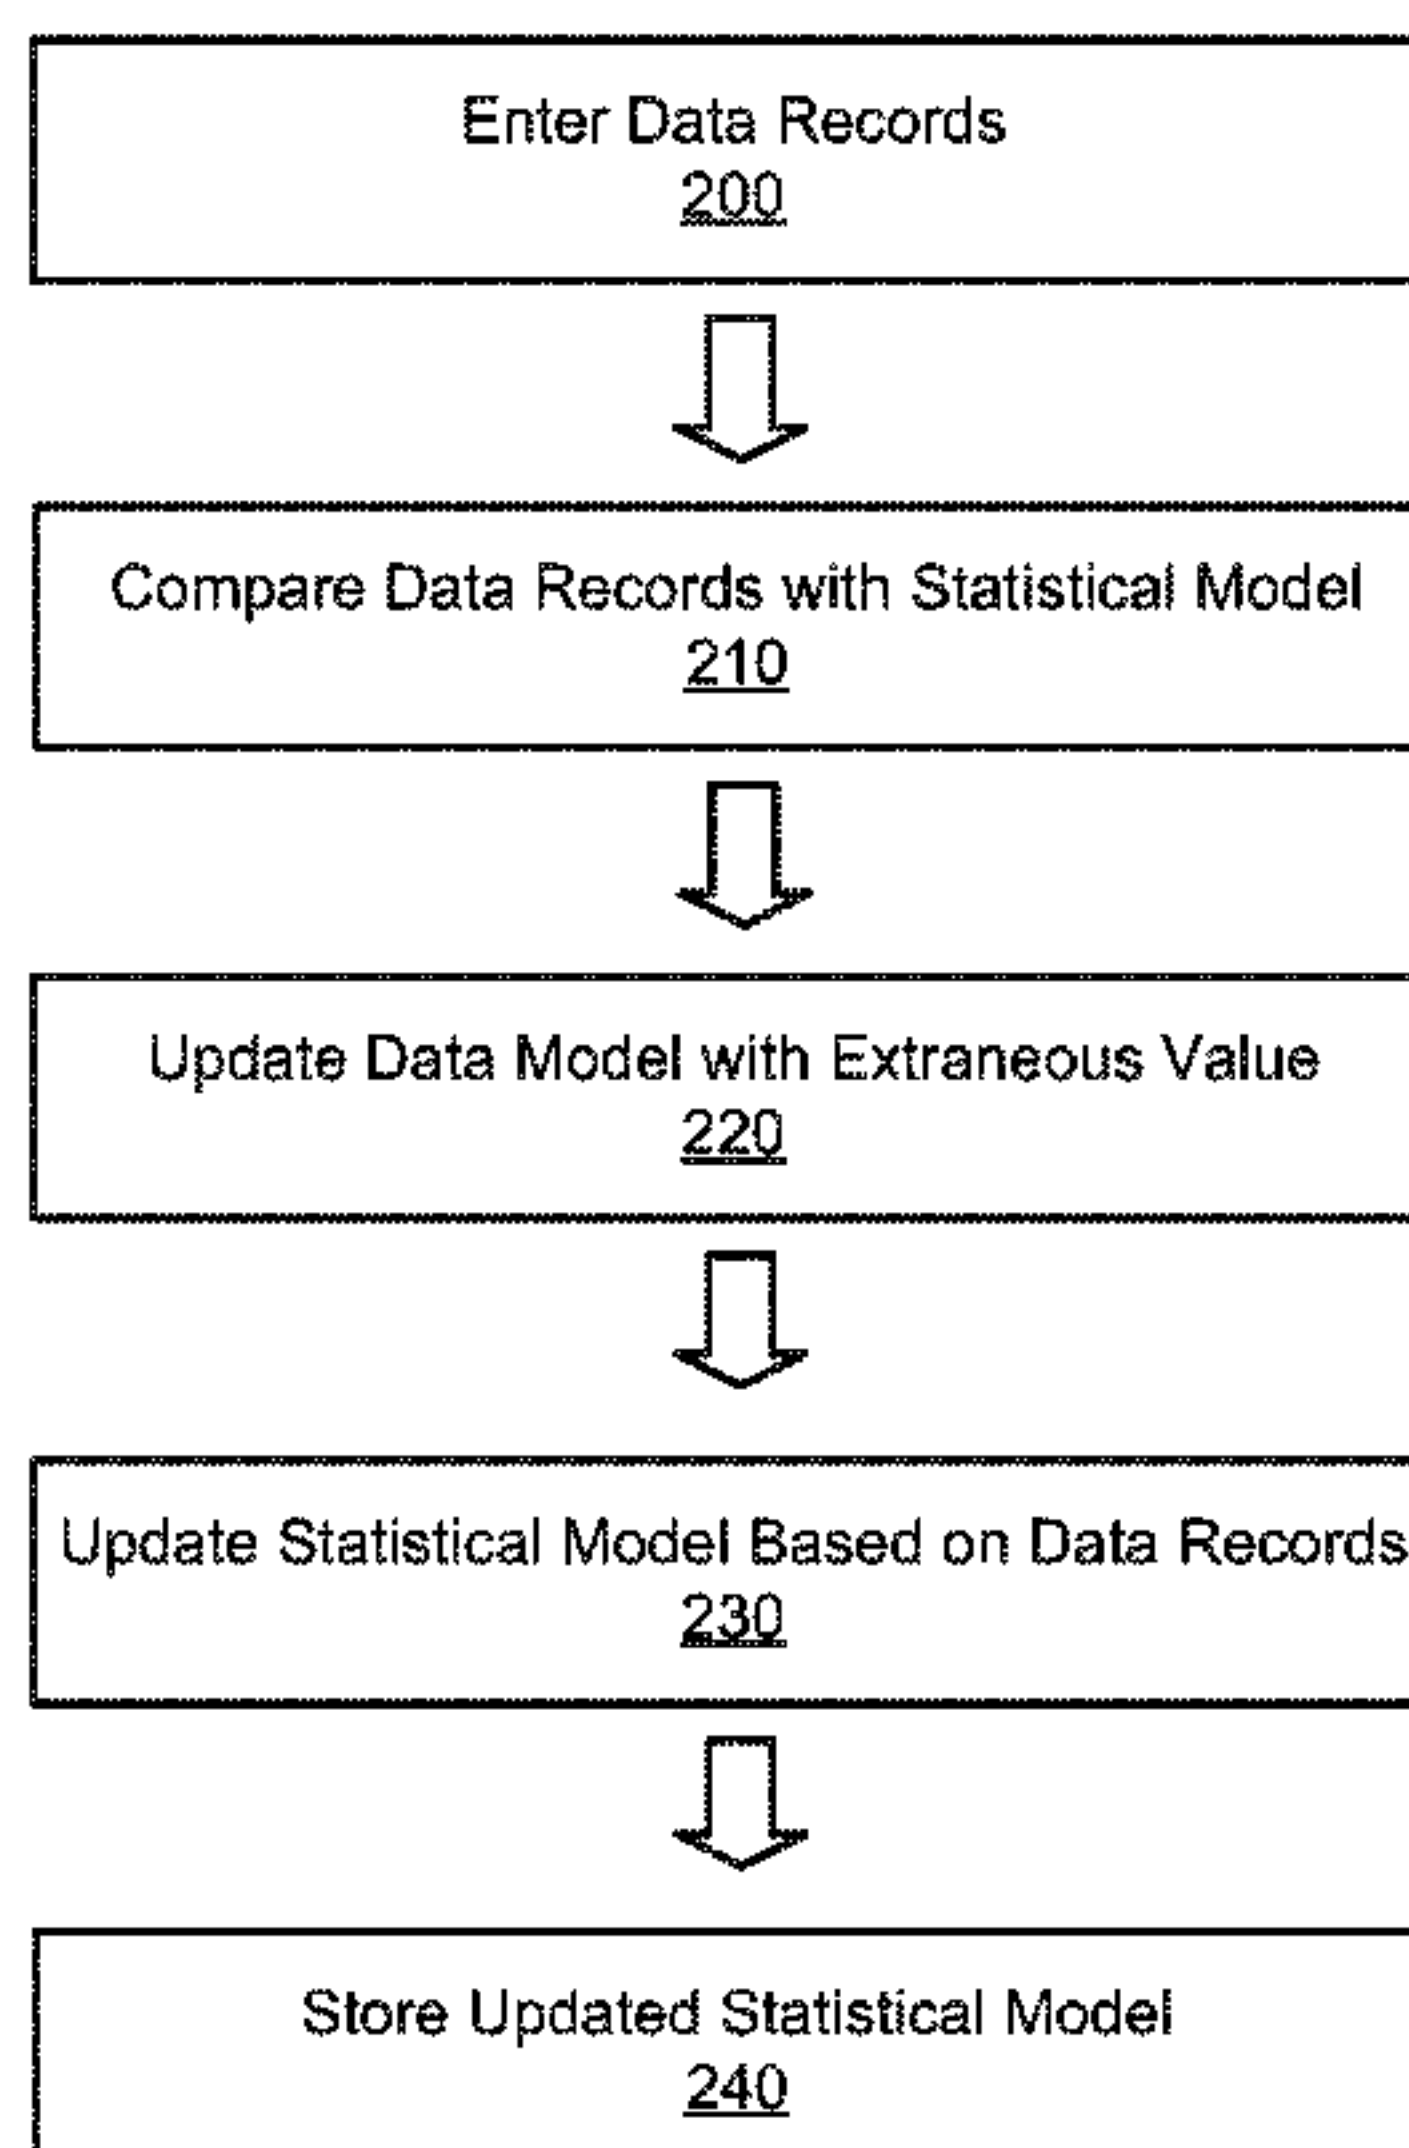 Enter Data Records
200
Compare Data Records with Statistical Model
210
Update Data Model with Extraneous Value
220
Update Statistical Model Based on Data Records
230
Store Updated Statistical Model
240